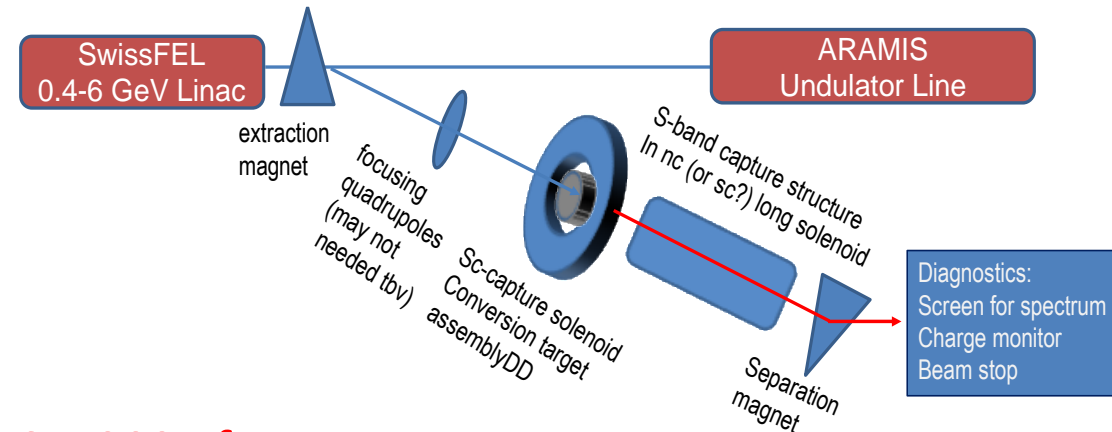 SwissFEL
0.4-6 GeV Linac
ARAMIS
Undulator Line
extraction
magnet
focusing
quadrupoles
(may not
needed tbv)
Sc-capture solenoid
Conversion target
assemblyDD
S-band capture structure
In nc (or sc?) long solenoid
Separation
magnet
Diagnostics:
Screen for spectrum
Charge monitor
Beam stop